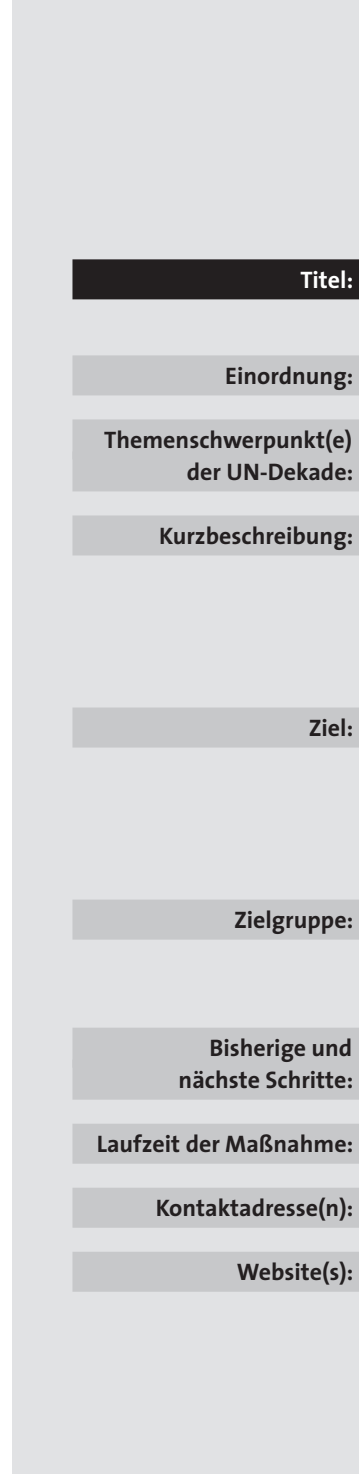 Titel:
Einordnung:
Themenschwerpunkt(e)
der UN-Dekade:
Kurzbeschreibung:
Ziel:
Zielgruppe:
Bisherige und
nächste Schritte:
Laufzeit der Maßnahme:
Kontaktadresse(n):
Website(s):